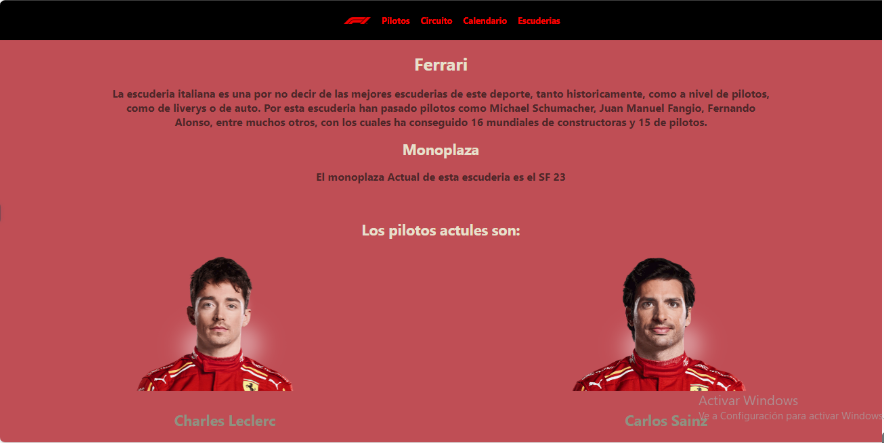 Pilotos Circuito Calendario Escuderias
Ferrari
La escuderia italiana es una por no decir de las mejores escuderias de este deporte, tanto historicamente, como a nivel de pilotos,
como de liverys o de auto. Por esta escuderia han pasado pilotos como Michael Schumacher, Juan Manuel Fangio, Fernando
Alonso, entre muchos otros, con los cuales ha conseguido 16 mundiales de constructoras y 15 de pilotos.
Monoplaza
El monoplaza Actual de esta escuderia es el SF 23
Los pilotos actules son:
Charles Leclerc
Carlos Sainz
Activar Windows
Ve a Configuración para activar Windows